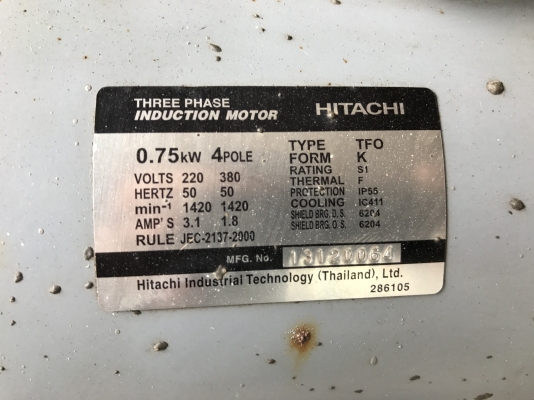 THREE PHASE
INDUCTION MOTOR
HITACHI
0.75kW 4POLE
VOLTS 220 380
HERTZ 50 50
min⁻¹ 1420 1420
AMP'S 3.1 1.8
RULE JEC-2137-2000
TYPE TFO
FORM K
RATING S1
THERMAL F
PROTECTION IP55
COOLING IC411
SHIELD BRG. D. S. 6204
SHIELD BRG. O. S. 6204
MFG. No. 13120064
Hitachi Industrial Technology (Thailand), Ltd.
286105